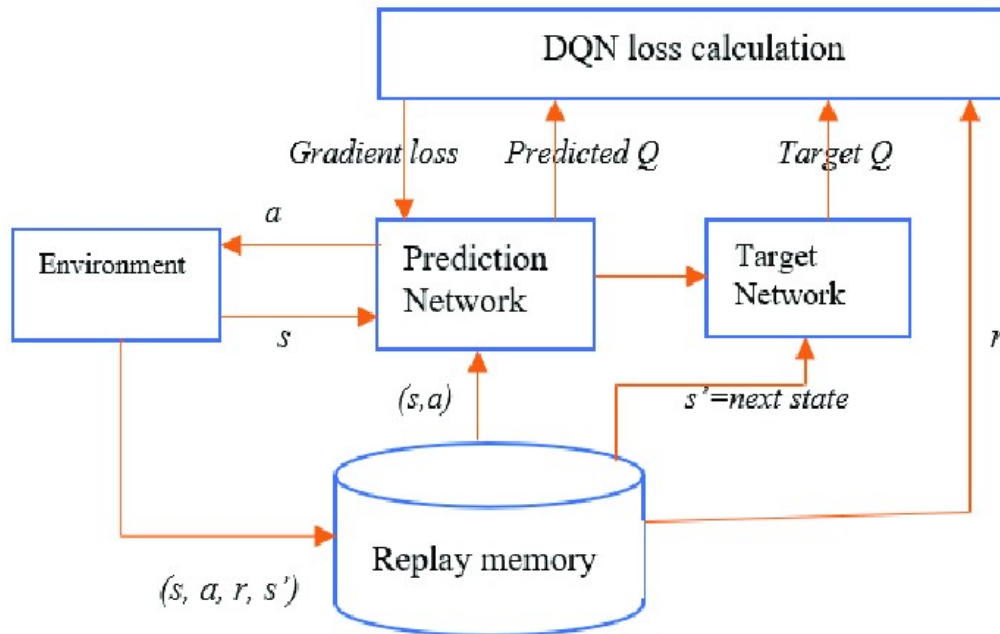 DQN loss calculation
Gradient loss
Predicted Q
Target Q
a
Environment
Prediction
Network
Target
Network
s
r
(s,a)
s’=next state
Replay memory
(s, a, r, s’)